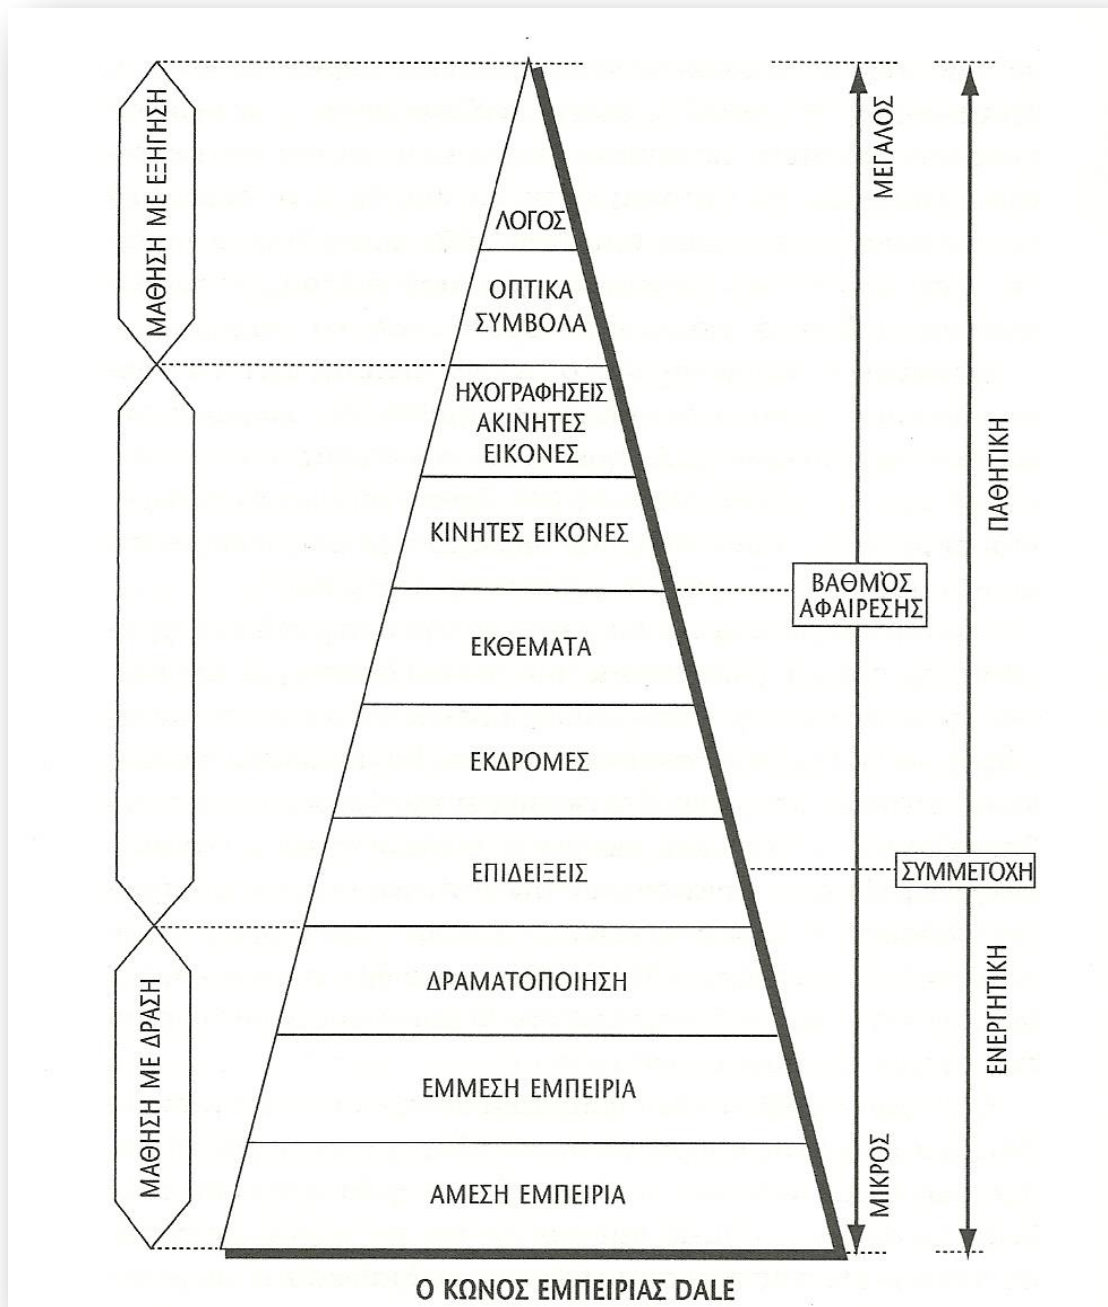 ΜΑΘΗΣΗ ΜΕ ΕΞΗΓΗΣΗ
ΜΑΘΗΣΗ ΜΕ ΔΡΑΣΗ
ΛΟΓΟΣ
ΟΠΤΙΚΑ
ΣΥΜΒΟΛΑ
ΗΧΟΓΡΑΦΗΣΕΙΣ
ΑΚΙΝΗΤΕΣ
ΕΙΚΟΝΕΣ
ΚΙΝΗΤΕΣ ΕΙΚΟΝΕΣ
ΕΚΘΕΜΑΤΑ
ΕΚΔΡΟΜΕΣ
ΕΠΙΔΕΙΞΕΙΣ
ΔΡΑΜΑΤΟΠΟΙΗΣΗ
ΕΜΜΕΣΗ ΕΜΠΕΙΡΙΑ
ΑΜΕΣΗ ΕΜΠΕΙΡΙΑ
ΜΕΓΑΛΟΣ
ΒΑΘΜΌΣ
ΑΦΑΙΡΕΣΗΣ
ΜΙΚΡΟΣ
ΠΑΘΗΤΙΚΗ
ΣΥΜΜΕΤΟΧΗ
ΕΝΕΡΓΗΤΙΚΗ
Ο ΚΩΝΟΣ ΕΜΠΕΙΡΙΑΣ DALE